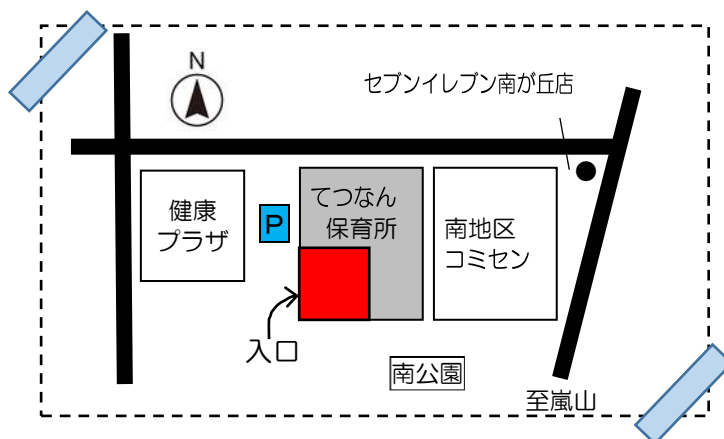 N
セブンイレブン南が丘店
健康
プラザ
P
てつなん
保育所
南地区
コミセン
入口
南公園
至嵐山